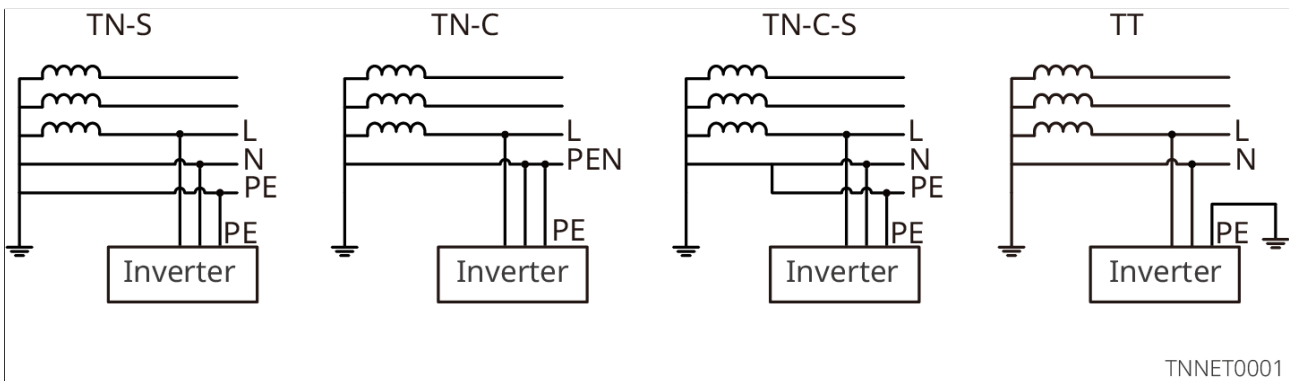 TN-S TN-C TN-C-S TT
L L L L
N PEN N N
PE PE
PE PE PE PE
Inverter Inverter Inverter Inverter
TNNET0001